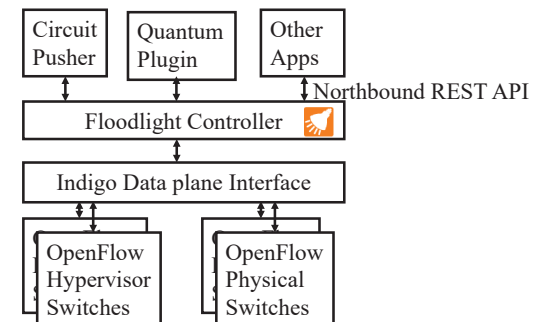 Circuit
Pusher
Quantum
Plugin
Other
Apps
Northbound REST API
Floodlight Controller
Indigo Data plane Interface
OpenFlow
Hypervisor
Switches
OpenFlow
Physical
Switches